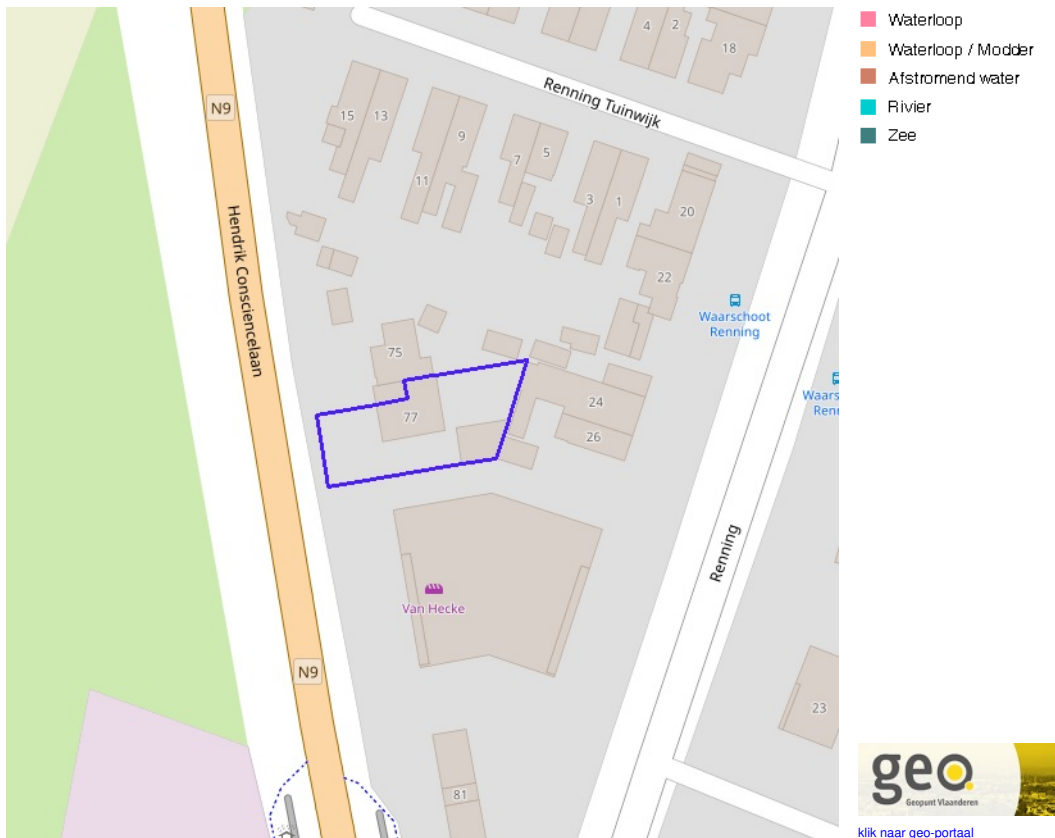 4
2
18
Renning Tuinwijk
N9
15
13
9
11
7
5
3
1
20
22
Hendrik Consciencelaan
Waarschoot
Renning
75
77
24
26
Renning
Van Hecke
N9
23
81
Waterloop
Waterloop / Modder
Afstromend water
Rivier
Zee
geo.
Geopunt Vlaanderen
klik naar geo-portaal